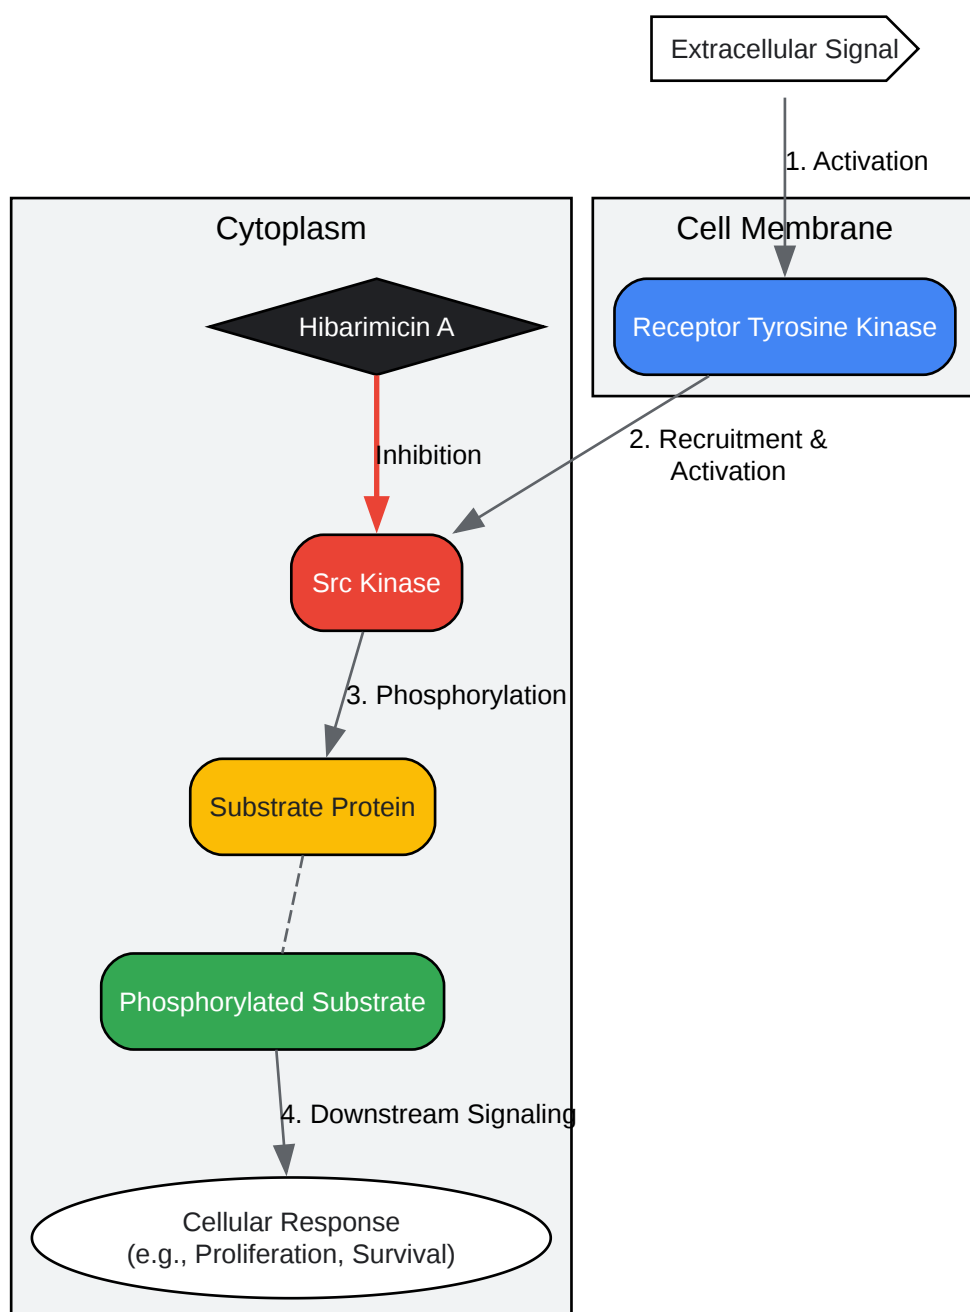 Extracellular Signal
1. Activation
Cytoplasm
Cell Membrane
Hibarimicin A
Receptor Tyrosine Kinase
Inhibition
2. Recruitment &
Activation
Src Kinase
3. Phosphorylation
Substrate Protein
Phosphorylated Substrate
4. Downstream Signaling
Cellular Response
(e.g., Proliferation, Survival)